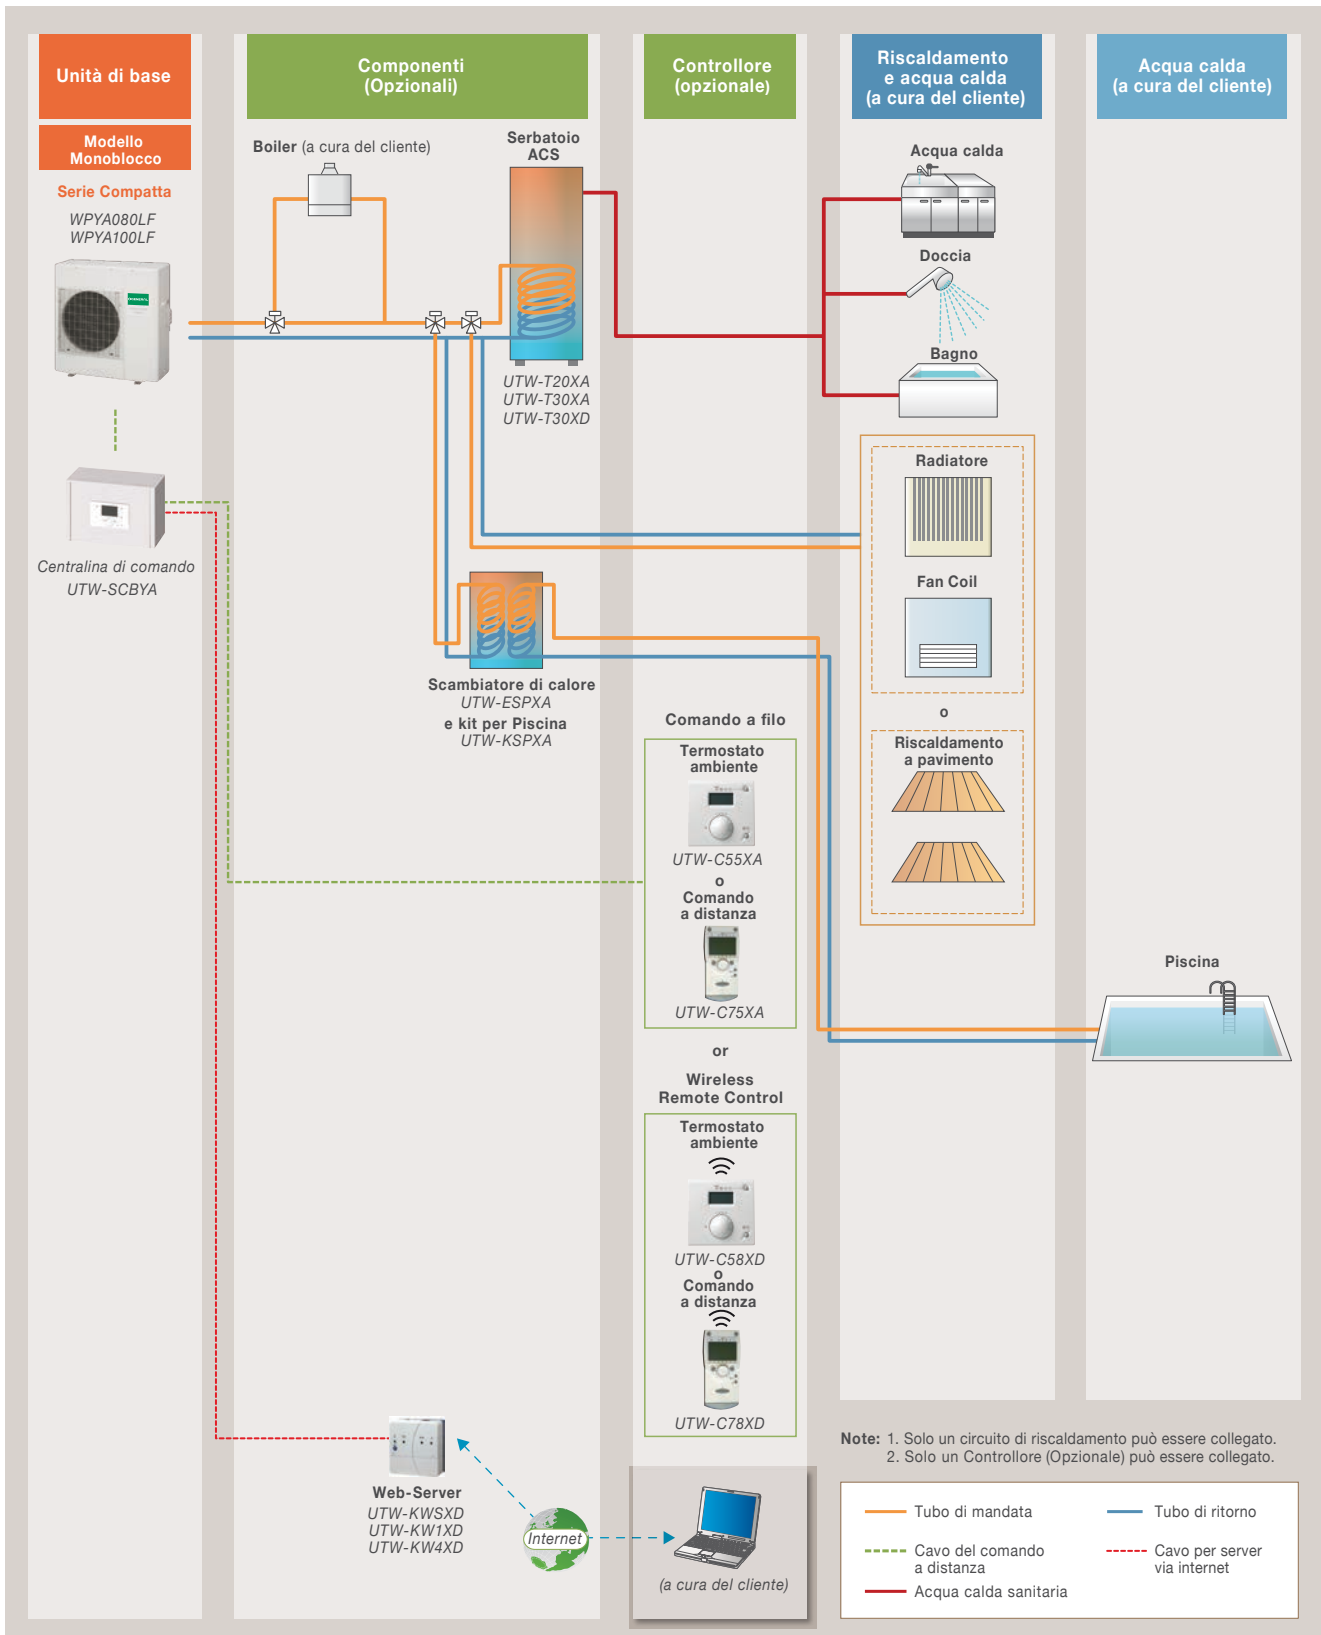 Unità di base
Componenti
(Opzionali)
Controllore
(opzionale)
Riscaldamento
e acqua calda
(a cura del cliente)
Acqua calda
(a cura del cliente)
Modello
Monoblocco
Serie Compatta
WPYA080LF
WPYA100LF
Centralina di comando
UTW-SCBYA
Boiler (a cura del cliente)
Serbatoio
ACS
UTW-T20XA
UTW-T30XA
UTW-T30XD
Scambiatore di calore
UTW-ESPXA
e kit per Piscina
UTW-KSPXA
Web-Server
UTW-KWSXD
UTW-KW1XD
UTW-KW4XD
Internet
Comando a filo
Termostato
ambiente
UTW-C55XA
o
Comando
a distanza
UTW-C75XA
or
Wireless
Remote Control
Termostato
ambiente
UTW-C58XD
o
Comando
a distanza
UTW-C78XD
(a cura del cliente)
Acqua calda
Doccia
Bagno
Radiatore
Fan Coil
o
Riscaldamento
a pavimento
Piscina
Note: 1. Solo un circuito di riscaldamento può essere collegato.
2. Solo un Controllore (Opzionale) può essere collegato.
Tubo di mandata
Tubo di ritorno
Cavo del comando
a distanza
Cavo per server
via internet
Acqua calda sanitaria